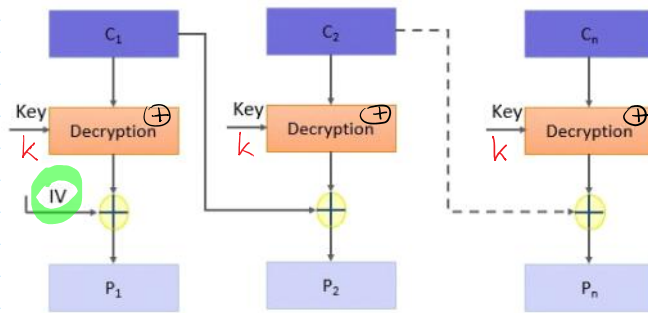 C₁ C₂ Cₙ
Key Key Key
Decryption ⊕ Decryption ⊕ Decryption ⊕
k k k
IV
P₁ P₂ Pₙ